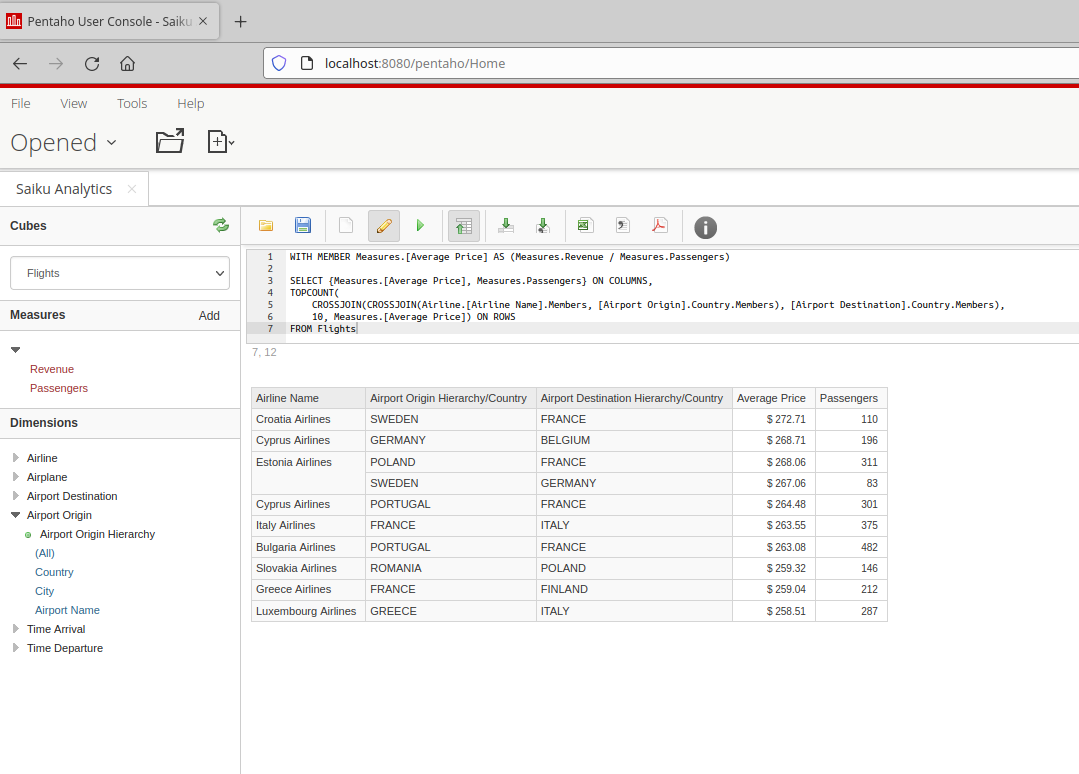 Pentaho User Console - Saiku
localhost:8080/pentaho/Home
File View Tools Help
Opened
Saiku Analytics
Cubes
Flights
Measures Add
Revenue
Passengers
Dimensions
Airline
Airplane
Airport Destination
Airport Origin
Airport Origin Hierarchy
(All)
Country
City
Airport Name
Time Arrival
Time Departure
1 WITH MEMBER Measures.[Average Price] AS (Measures.Revenue / Measures.Passengers)
2
3 SELECT {Measures.[Average Price], Measures.Passengers} ON COLUMNS,
4 TOPCOUNT(
5 CROSSJOIN(CROSSJOIN(Airline.[Airline Name].Members, [Airport Origin].Country.Members), [Airport Destination].Country.Members),
6 10, Measures.[Average Price]) ON ROWS
7 FROM Flights
7, 12
Airline Name Airport Origin Hierarchy/Country Airport Destination Hierarchy/Country Average Price Passengers
Croatia Airlines SWEDEN FRANCE $ 272.71 110
Cyprus Airlines GERMANY BELGIUM $ 268.71 196
Estonia Airlines POLAND FRANCE $ 268.06 311
SWEDEN GERMANY $ 267.06 83
Cyprus Airlines PORTUGAL FRANCE $ 264.48 301
Italy Airlines FRANCE ITALY $ 263.55 375
Bulgaria Airlines PORTUGAL FRANCE $ 263.08 482
Slovakia Airlines ROMANIA POLAND $ 259.32 146
Greece Airlines FRANCE FINLAND $ 259.04 212
Luxembourg Airlines GREECE ITALY $ 258.51 287